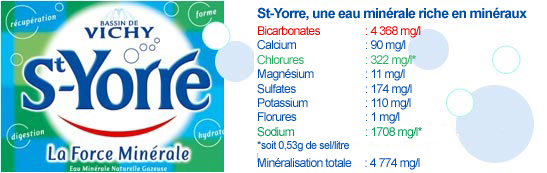 récupération
BASSIN DE
VICHY
forme
St-Yorre
digestion
hydrat
La Force Minérale
Eau Minérale Naturelle Gazeuse
St-Yorre, une eau minérale riche en minéraux
Bicarbonates : 4 368 mg/l
Calcium : 90 mg/l
Chlorures : 322 mg/l*
Magnésium : 11 mg/l
Sulfates : 174 mg/l
Potassium : 110 mg/l
Florures : 1 mg/l
Sodium : 1708 mg/l*
*soit 0,53g de sel/litre
Minéralisation totale : 4 774 mg/l